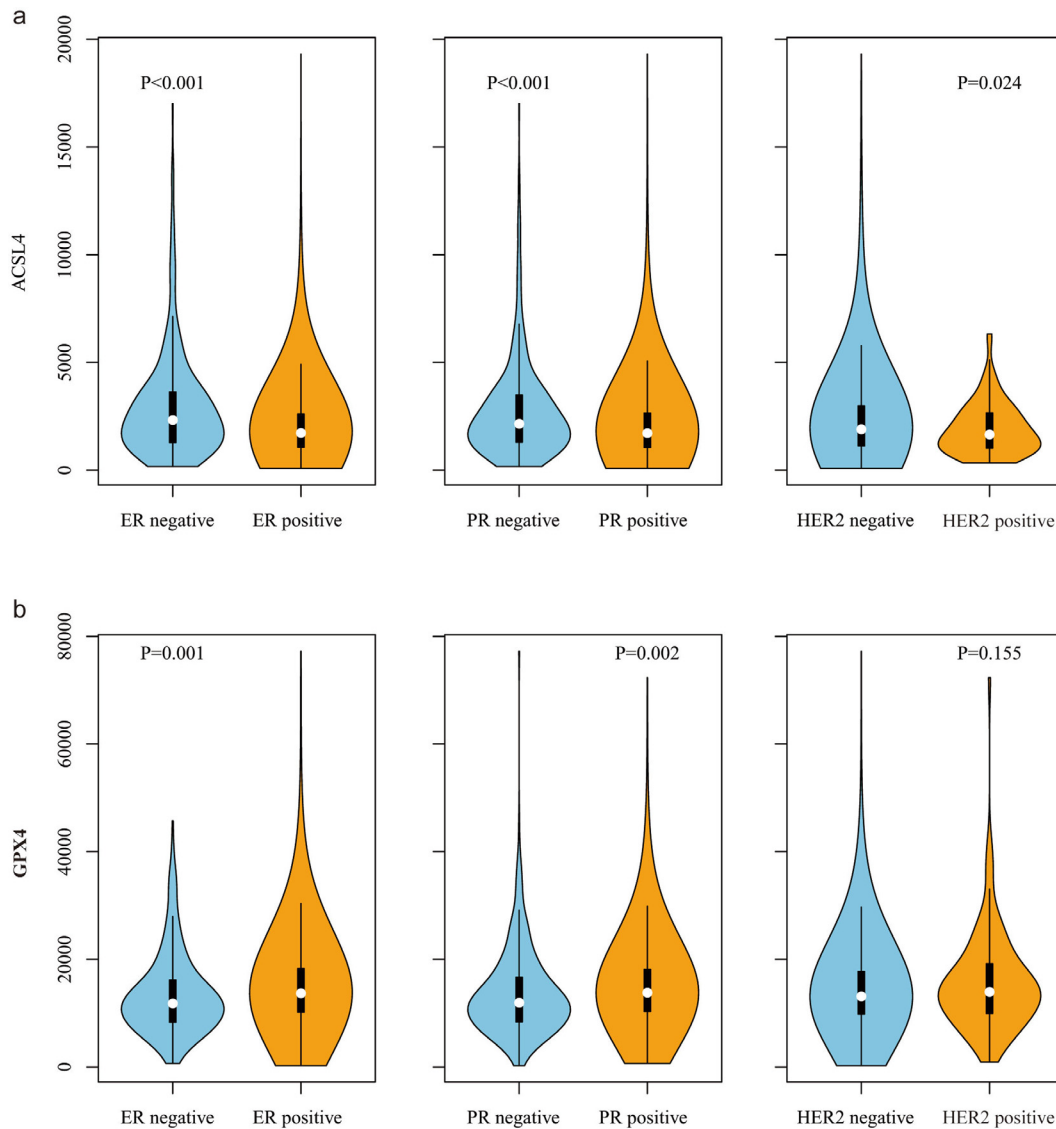 a
ACSL4
20000
15000
10000
5000
0
P<0.001
P<0.001
P=0.024
ER negative
ER positive
PR negative
PR positive
HER2 negative
HER2 positive
b
GPX4
80000
60000
40000
20000
0
P=0.001
P=0.002
P=0.155
ER negative
ER positive
PR negative
PR positive
HER2 negative
HER2 positive